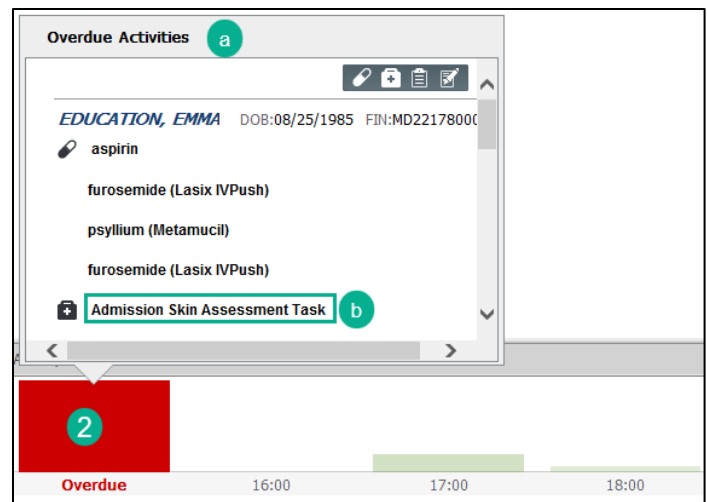 Overdue Activities a
EDUCATION, EMMA DOB:08/25/1985 FIN:MD22178000
aspirin
furosemide (Lasix IVPush)
psyllium (Metamucil)
furosemide (Lasix IVPush)
Admission Skin Assessment Task b
2
Overdue 16:00 17:00 18:00